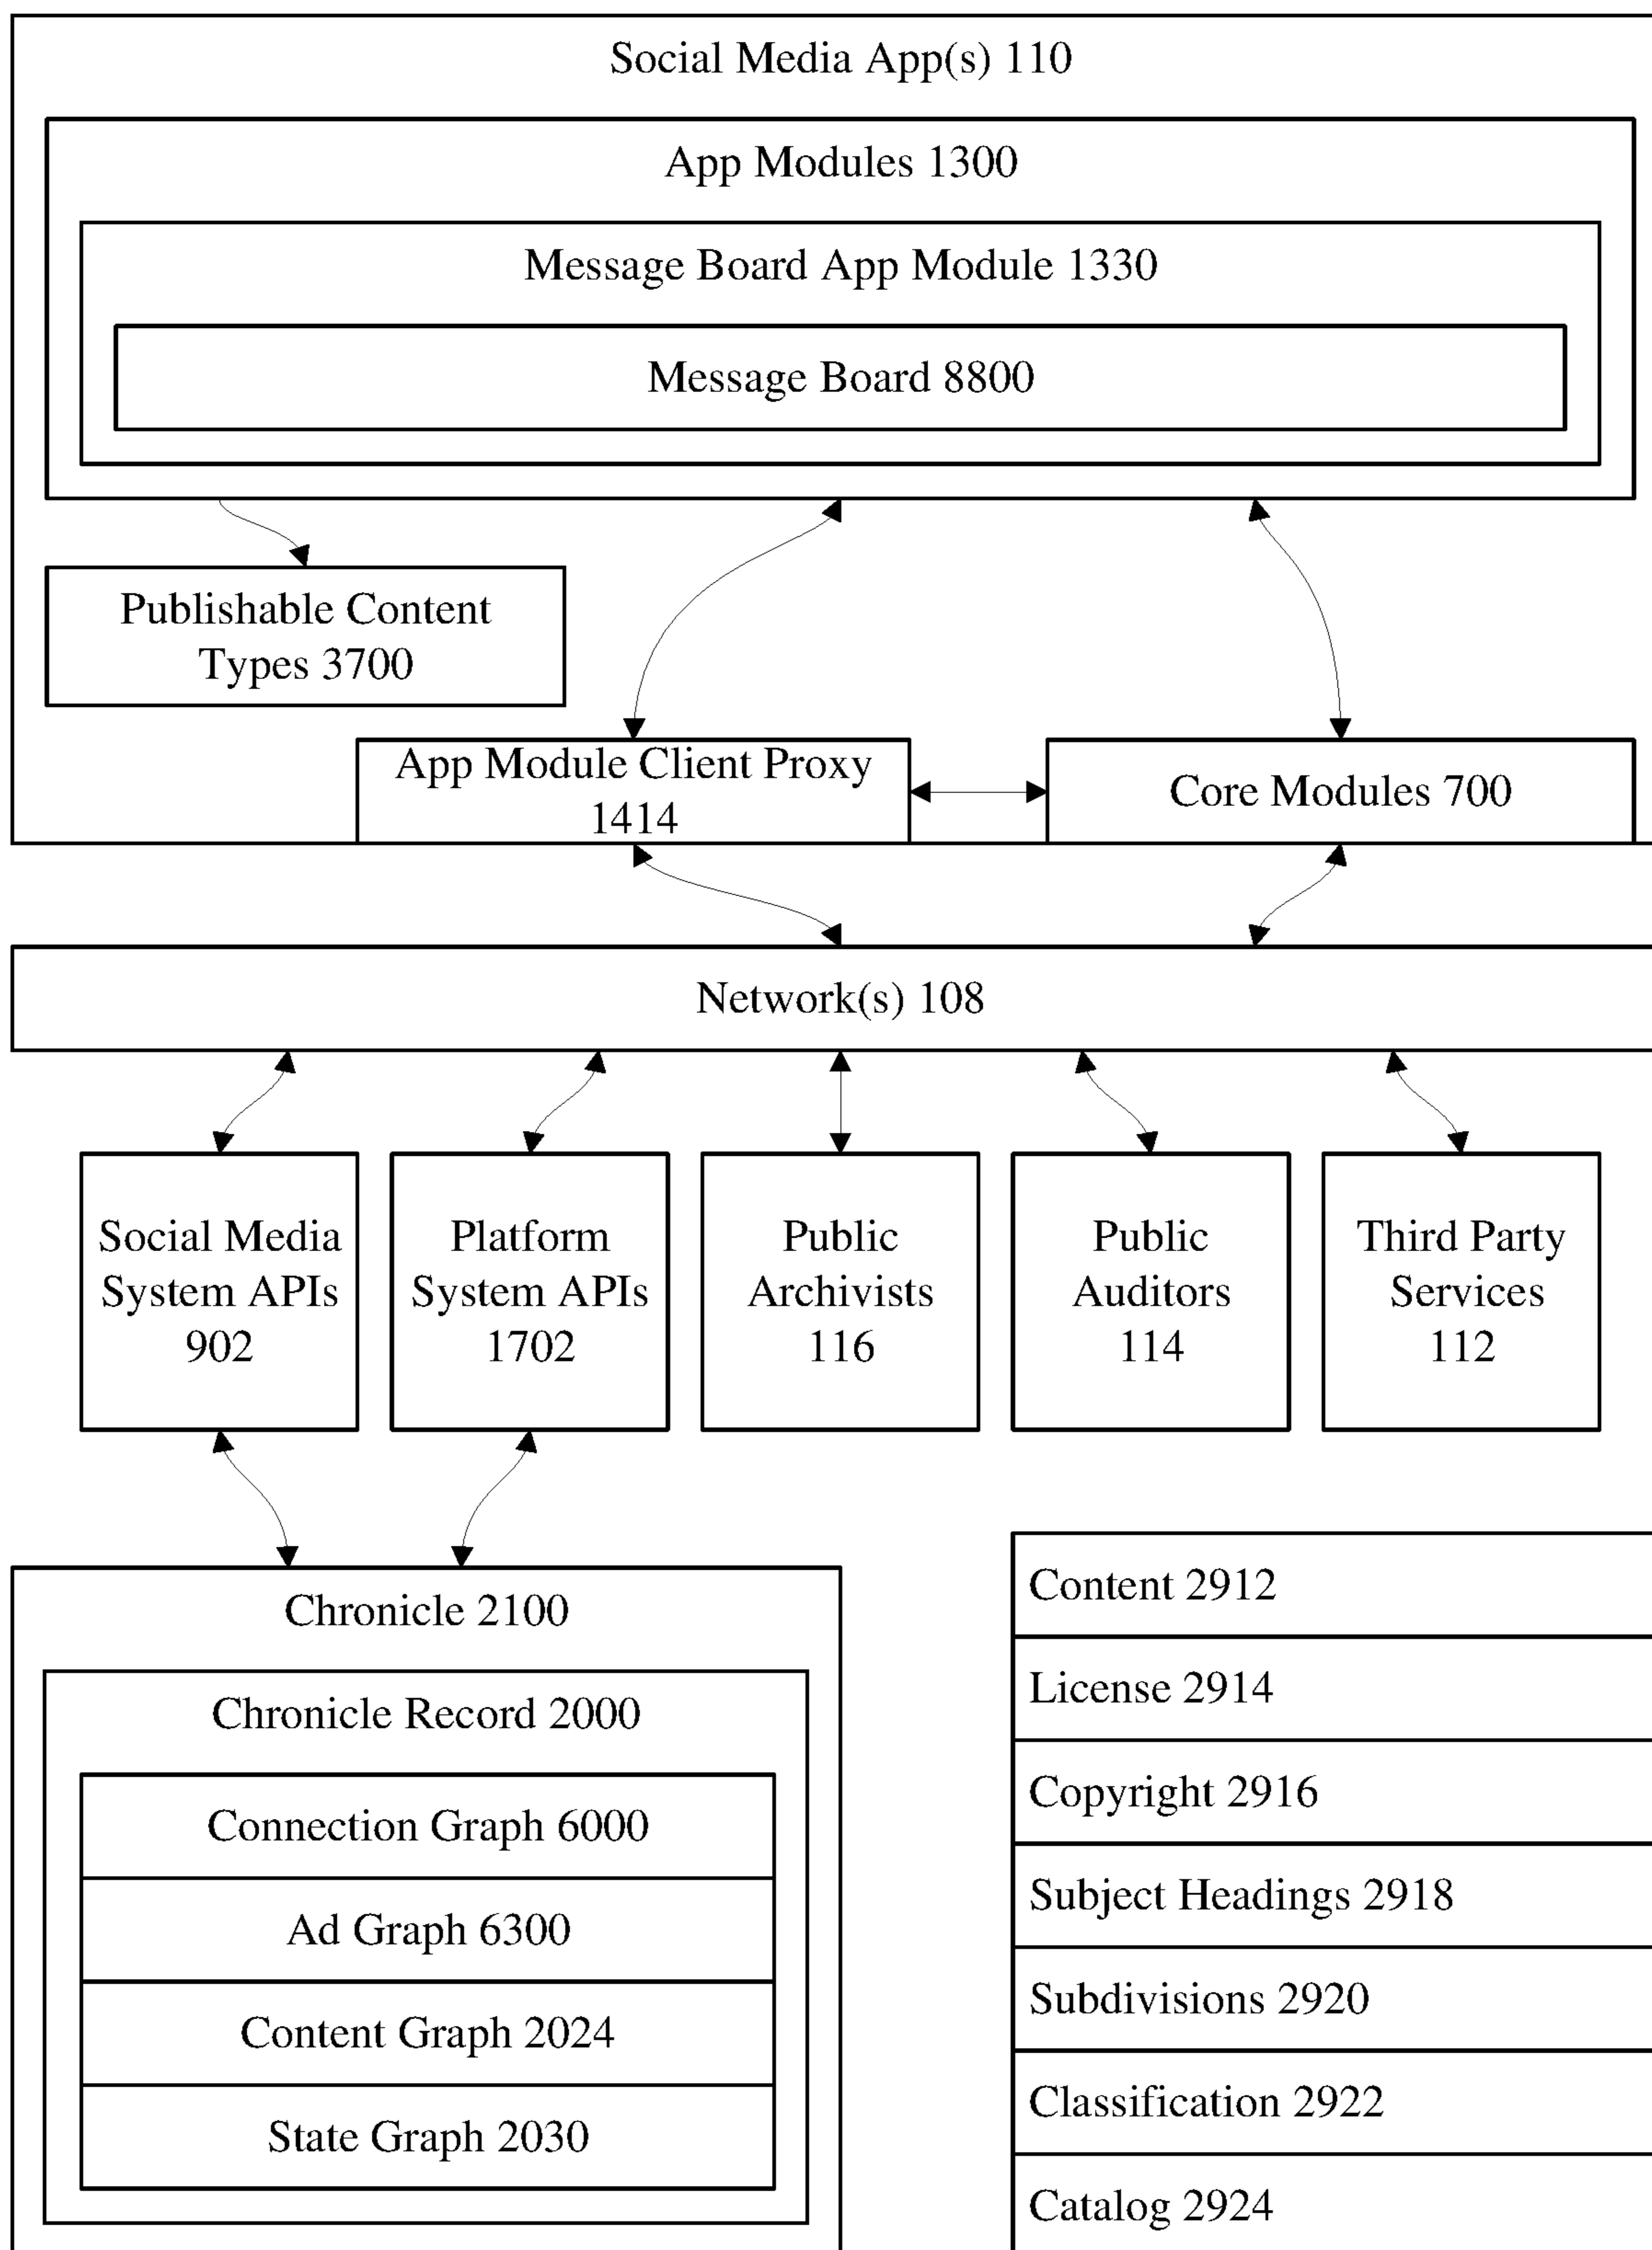 Social Media App(s) 110
App Modules 1300
Message Board App Module 1330
Message Board 8800
Publishable Content
Types 3700
App Module Client Proxy
1414
Core Modules 700
Network(s) 108
Social Media
System APIs
902
Platform
System APIs
1702
Public
Archivists
116
Public
Auditors
114
Third Party
Services
112
Chronicle 2100
Chronicle Record 2000
Connection Graph 6000
Ad Graph 6300
Content Graph 2024
State Graph 2030
Content 2912
License 2914
Copyright 2916
Subject Headings 2918
Subdivisions 2920
Classification 2922
Catalog 2924